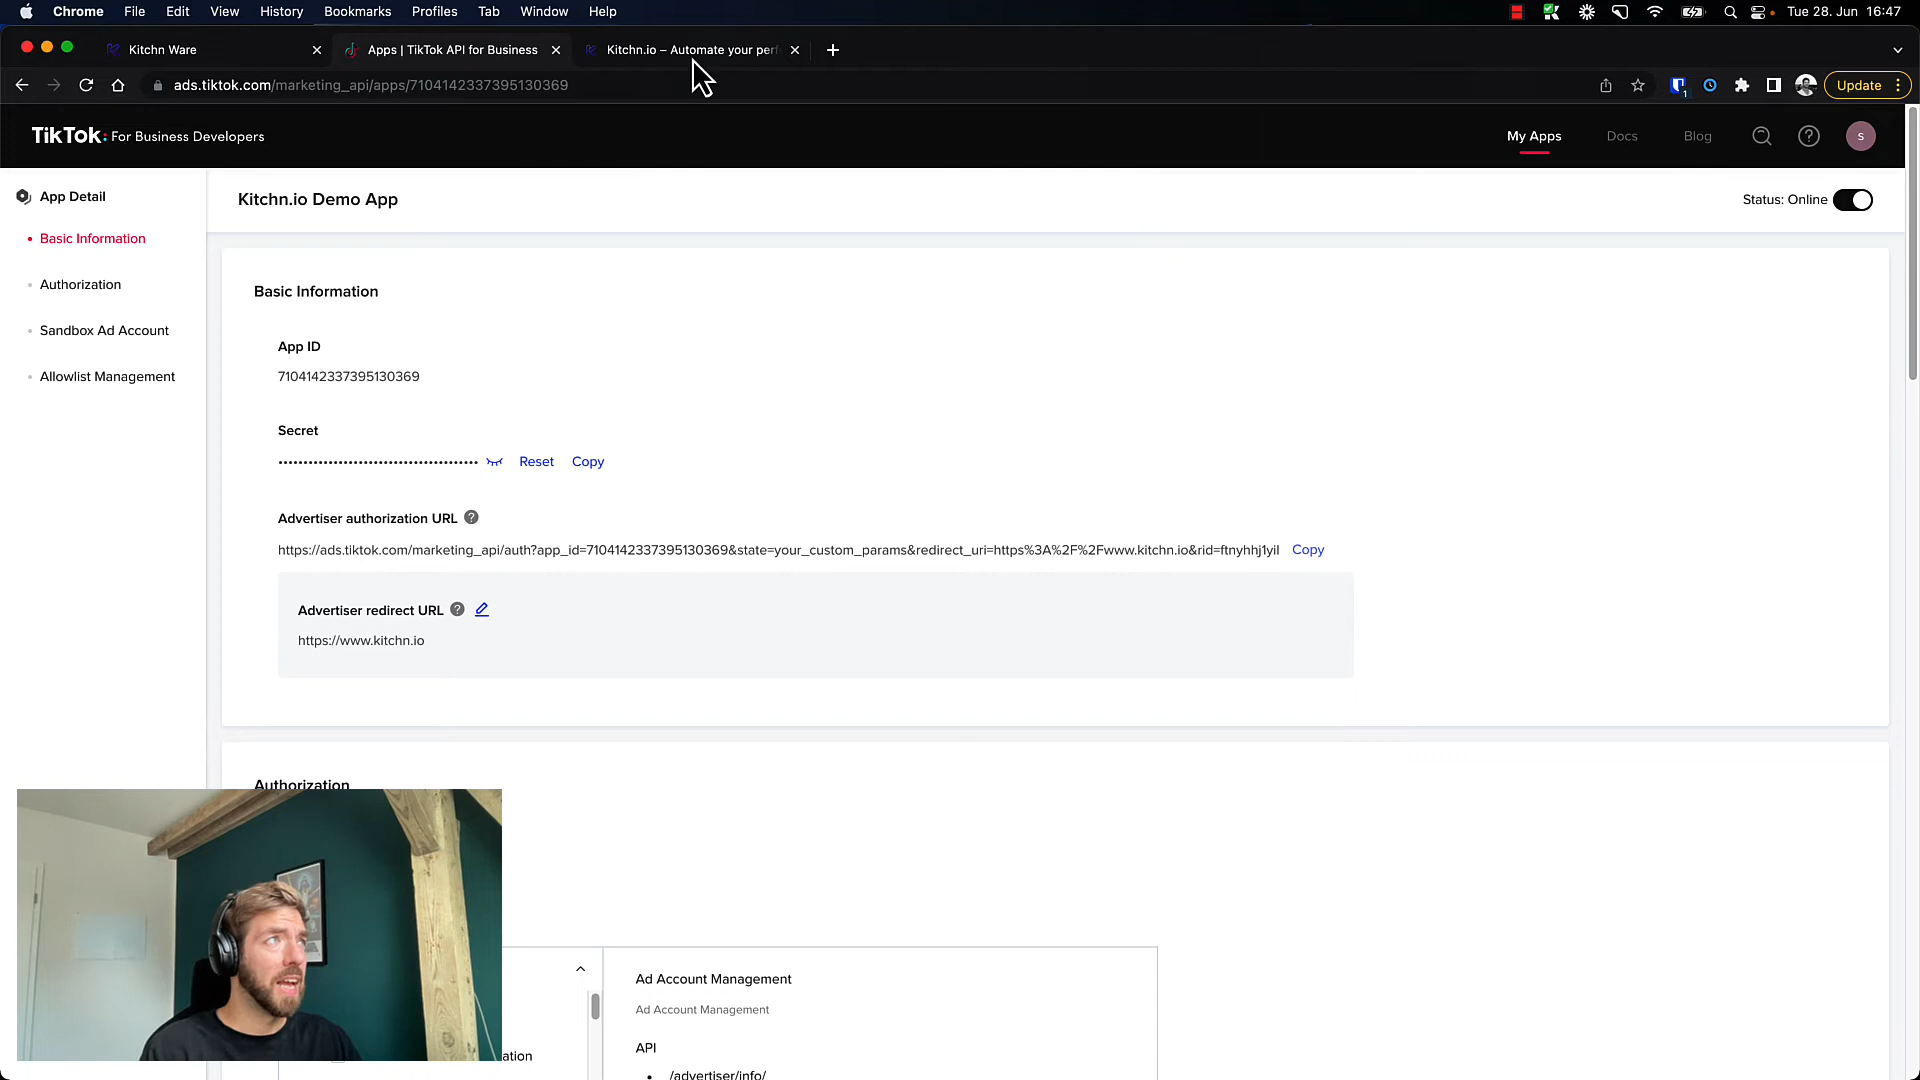 Chrome File Edit View History Bookmarks Profiles Tab Window Help Tue 28. Jun 16:47
Kitchn Ware Apps | TikTok API for Business Kitchn.io – Automate your perf
ads.tiktok.com/marketing_api/apps/7104142337395130369 1 Update
TikTok: For Business Developers My Apps Docs Blog s
App Detail
Basic Information
Authorization
Sandbox Ad Account
Allowlist Management
Kitchn.io Demo App Status: Online
Basic Information
App ID
7104142337395130369
Secret
Reset Copy
Advertiser authorization URL
https://ads.tiktok.com/marketing_api/auth?app_id=7104142337395130369&state=your_custom_params&redirect_uri=https%3A%2F%2Fwww.kitchn.io&rid=ftnyhhj1yil Copy
Advertiser redirect URL
https://www.kitchn.io
Authorization
Ad Account Management
Ad Account Management
API
ation
• /advertiser/info/